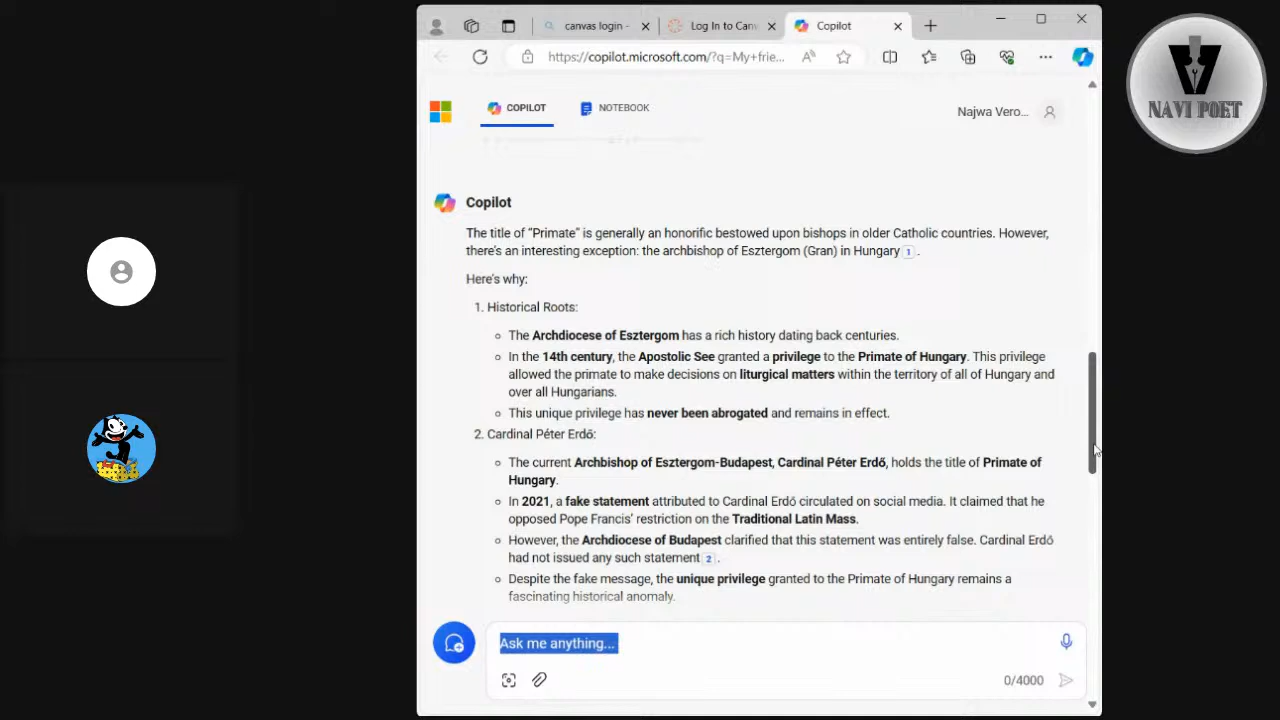 canvas login -
Log In to Canv
Copilot
https://copilot.microsoft.com/?q=My+frie...
NAVI POET
COPILOT
NOTEBOOK
Najwa Vero...
Copilot
The title of “Primate” is generally an honorific bestowed upon bishops in older Catholic countries. However,
there’s an interesting exception: the archbishop of Esztergom (Gran) in Hungary 1 .
Here’s why:
1. Historical Roots:
The Archdiocese of Esztergom has a rich history dating back centuries.
In the 14th century, the Apostolic See granted a privilege to the Primate of Hungary. This privilege
allowed the primate to make decisions on liturgical matters within the territory of all of Hungary and
over all Hungarians.
This unique privilege has never been abrogated and remains in effect.
2. Cardinal Péter Erdő:
The current Archbishop of Esztergom-Budapest, Cardinal Péter Erdő, holds the title of Primate of
Hungary.
In 2021, a fake statement attributed to Cardinal Erdő circulated on social media. It claimed that he
opposed Pope Francis’ restriction on the Traditional Latin Mass.
However, the Archdiocese of Budapest clarified that this statement was entirely false. Cardinal Erdő
had not issued any such statement 2 .
Despite the fake message, the unique privilege granted to the Primate of Hungary remains a
fascinating historical anomaly.
Ask me anything...
0/4000